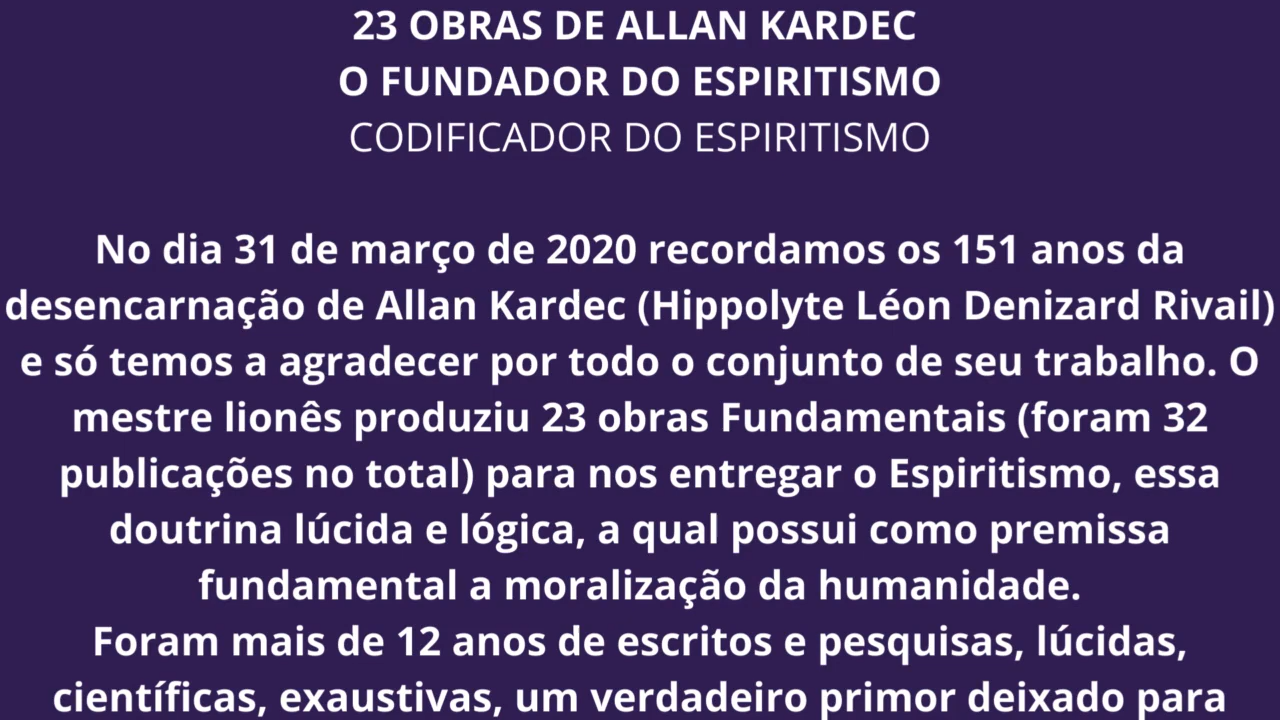 23 OBRAS DE ALLAN KARDEC
O FUNDADOR DO ESPIRITISMO
CODIFICADOR DO ESPIRITISMO
No dia 31 de março de 2020 recordamos os 151 anos da
desencarnação de Allan Kardec (Hippolyte Léon Denizard Rivail)
e só temos a agradecer por todo o conjunto de seu trabalho. O
mestre lionês produziu 23 obras Fundamentais (foram 32
publicações no total) para nos entregar o Espiritismo, essa
doutrina lúcida e lógica, a qual possui como premissa
fundamental a moralização da humanidade.
Foram mais de 12 anos de escritos e pesquisas, lúcidas,
científicas, exaustivas, um verdadeiro primor deixado para